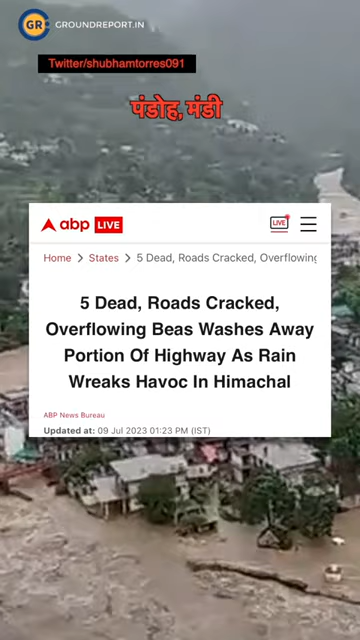 GR GROUNDREPORT.IN
Twitter/shubhamtorres091
पंडोह, मंडी
abp LIVE
LIVE
Home > States > 5 Dead, Roads Cracked, Overflowing
5 Dead, Roads Cracked,
Overflowing Beas Washes Away
Portion Of Highway As Rain
Wreaks Havoc In Himachal
ABP News Bureau
Updated at: 09 Jul 2023 01:23 PM (IST)